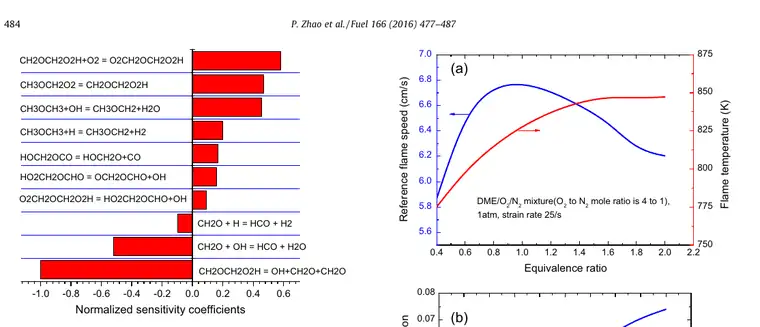 484
P. Zhao et al. / Fuel 166 (2016) 477–487
CH2OCH2O2H+O2 = O2CH2OCH2O2H
CH3OCH2O2 = CH2OCH2O2H
CH3OCH3+OH = CH3OCH2+H2O
CH3OCH3+H = CH3OCH2+H2
HOCH2OCO = HOCH2O+CO
HO2CH2OCHO = OCH2OCHO+OH
O2CH2OCH2O2H = HO2CH2OCHO+OH
CH2O + H = HCO + H2
CH2O + OH = HCO + H2O
CH2OCH2O2H = OH+CH2O+CH2O
-1.0 -0.8 -0.6 -0.4 -0.2 0.0 0.2 0.4 0.6
Normalized sensitivity coefficients
(a)
7.0
6.8
6.6
6.4
6.2
6.0
5.8
5.6
Reference flame speed (cm/s)
875
850
825
800
775
750
Flame temperature (K)
DME/O2/N2 mixture(O2 to N2 mole ratio is 4 to 1),
1atm, strain rate 25/s
0.4 0.6 0.8 1.0 1.2 1.4 1.6 1.8 2.0 2.2
Equivalence ratio
0.08
0.07
(b)